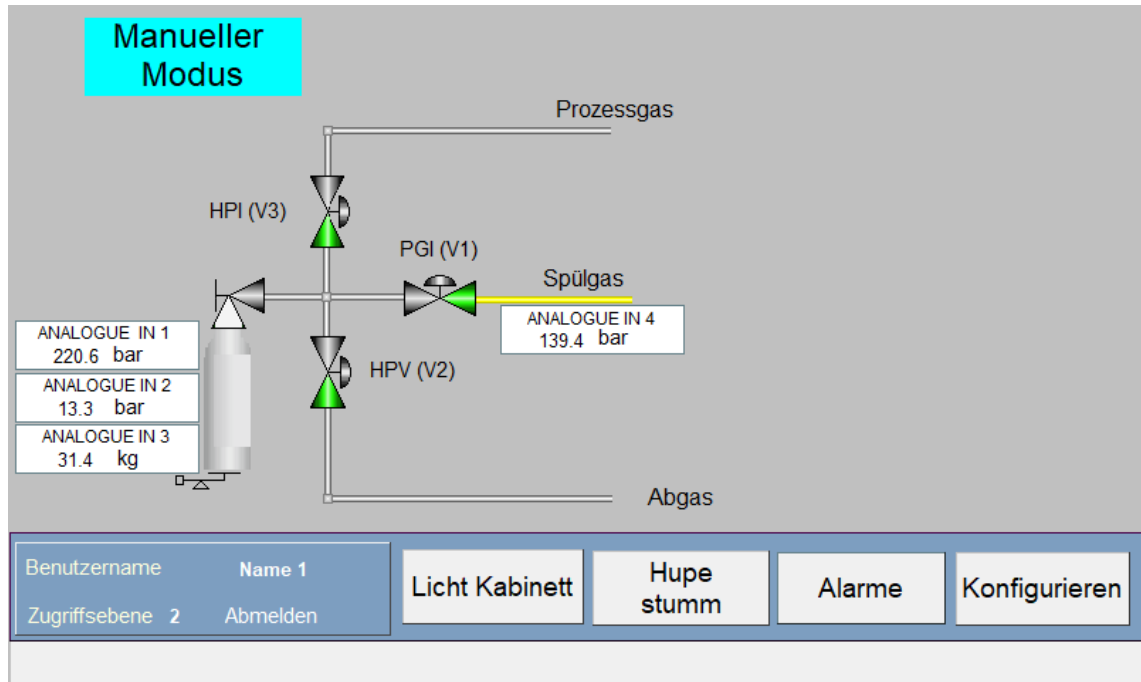 Manueller
Modus
Prozessgas
HPI (V3)
PGI (V1)
Spülgas
ANALOGUE IN 4
139.4 bar
ANALOGUE IN 1
220.6 bar
HPV (V2)
ANALOGUE IN 2
13.3 bar
ANALOGUE IN 3
31.4 kg
Abgas
Benutzername Name 1
Zugriffsebene 2 Abmelden
Licht Kabinett
Hupe
stumm
Alarme
Konfigurieren